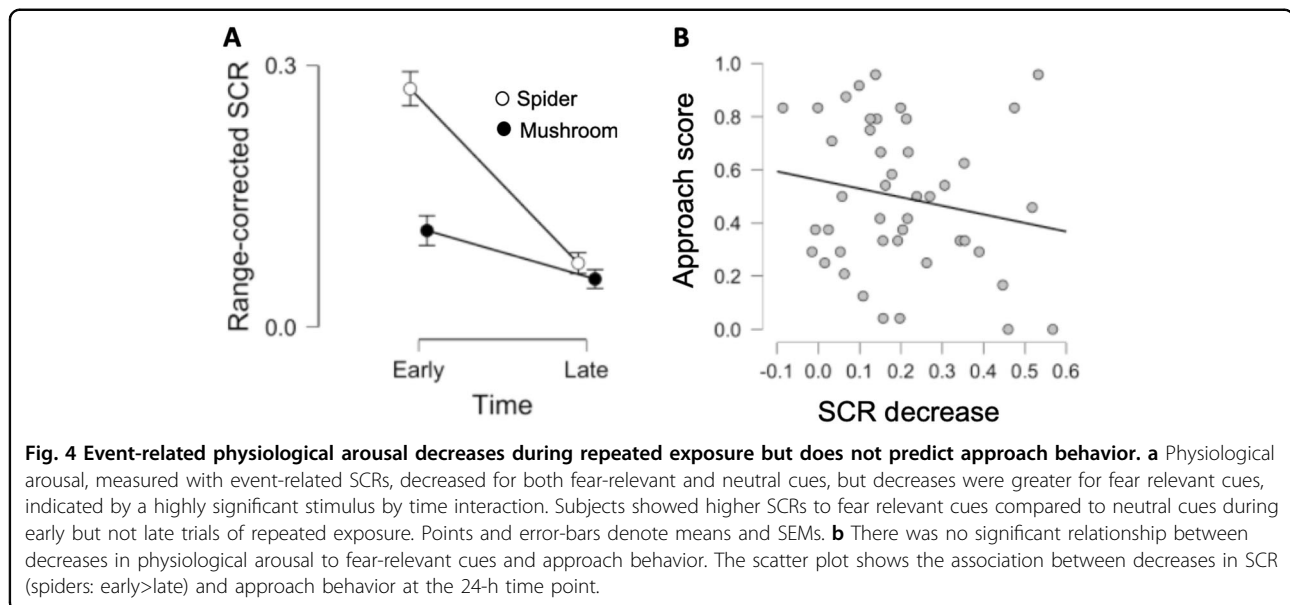 A
0.3
Range-corrected SCR
0.0
Spider
Mushroom
Early
Late
Time
B
1.0
0.8
0.6
0.4
0.2
0.0
Approach score
-0.1 0.0 0.1 0.2 0.3 0.4 0.5 0.6
SCR decrease
Fig. 4 Event-related physiological arousal decreases during repeated exposure but does not predict approach behavior. a Physiological
arousal, measured with event-related SCRs, decreased for both fear-relevant and neutral cues, but decreases were greater for fear relevant cues,
indicated by a highly significant stimulus by time interaction. Subjects showed higher SCRs to fear relevant cues compared to neutral cues during
early but not late trials of repeated exposure. Points and error-bars denote means and SEMs. b There was no significant relationship between
decreases in physiological arousal to fear-relevant cues and approach behavior. The scatter plot shows the association between decreases in SCR
(spiders: early>late) and approach behavior at the 24-h time point.